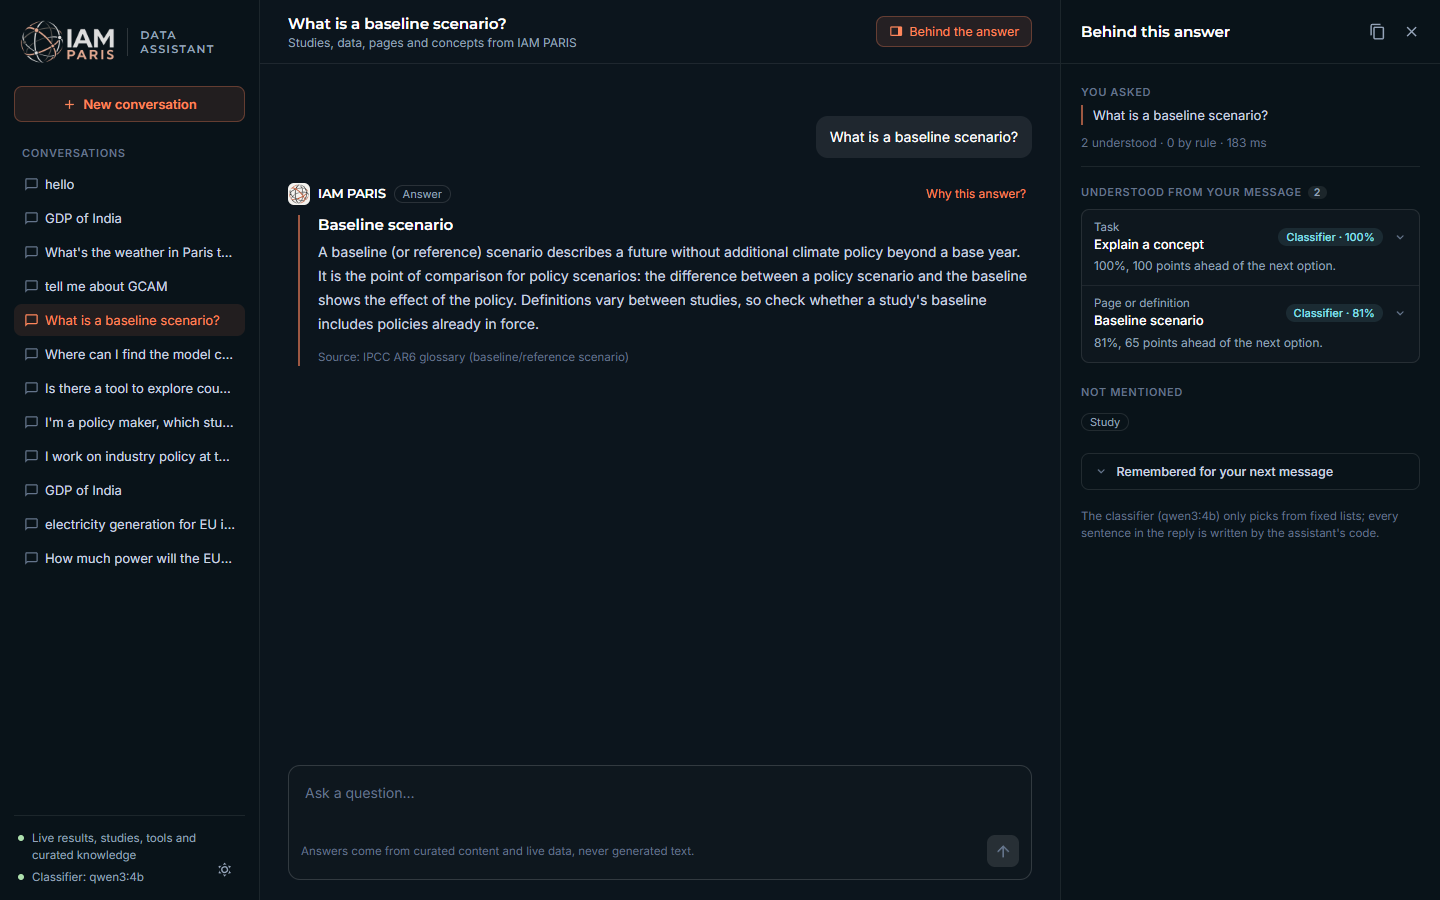 IAM
PARIS
DATA
ASSISTANT
+ New conversation
CONVERSATIONS
hello
GDP of India
What's the weather in Paris t...
tell me about GCAM
What is a baseline scenario?
Where can I find the model c...
Is there a tool to explore cou...
I'm a policy maker, which stu...
I work on industry policy at t...
GDP of India
electricity generation for EU i...
How much power will the EU...
Live results, studies, tools and
curated knowledge
Classifier: qwen3:4b
What is a baseline scenario?
Studies, data, pages and concepts from IAM PARIS
Behind the answer
What is a baseline scenario?
IAM PARIS
Answer
Why this answer?
Baseline scenario
A baseline (or reference) scenario describes a future without additional climate policy beyond a base year.
It is the point of comparison for policy scenarios: the difference between a policy scenario and the baseline
shows the effect of the policy. Definitions vary between studies, so check whether a study's baseline
includes policies already in force.
Source: IPCC AR6 glossary (baseline/reference scenario)
Ask a question...
Answers come from curated content and live data, never generated text.
Behind this answer
YOU ASKED
What is a baseline scenario?
2 understood · 0 by rule · 183 ms
UNDERSTOOD FROM YOUR MESSAGE 2
Task
Explain a concept
Classifier · 100%
100%, 100 points ahead of the next option.
Page or definition
Baseline scenario
Classifier · 81%
81%, 65 points ahead of the next option.
NOT MENTIONED
Study
Remembered for your next message
The classifier (qwen3:4b) only picks from fixed lists; every
sentence in the reply is written by the assistant's code.